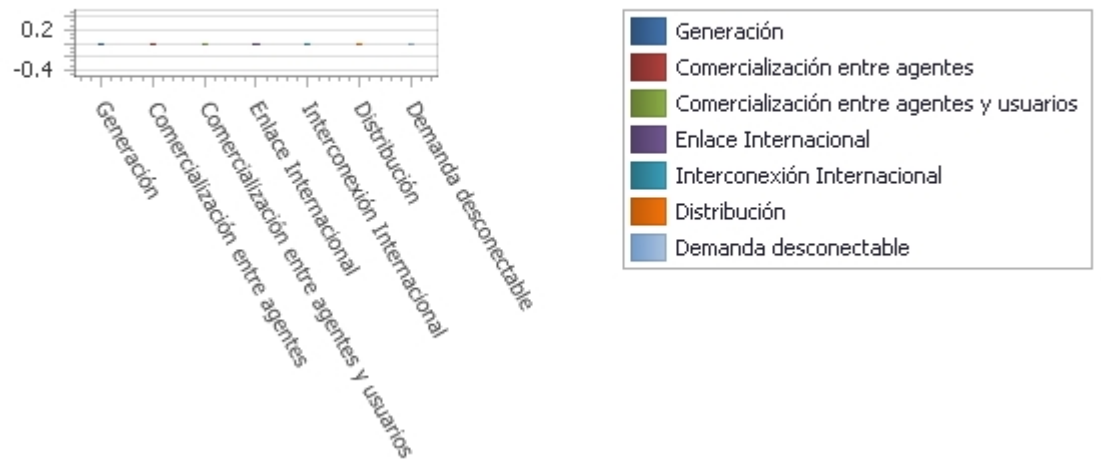 0.2
-0.4
Generación
Comercialización entre agentes
Comercialización entre agentes y usuarios
Enlace Internacional
Interconexión Internacional
Distribución
Demanda desconectable
Generación
Comercialización entre agentes
Comercialización entre agentes y usuarios
Enlace Internacional
Interconexión Internacional
Distribución
Demanda desconectable